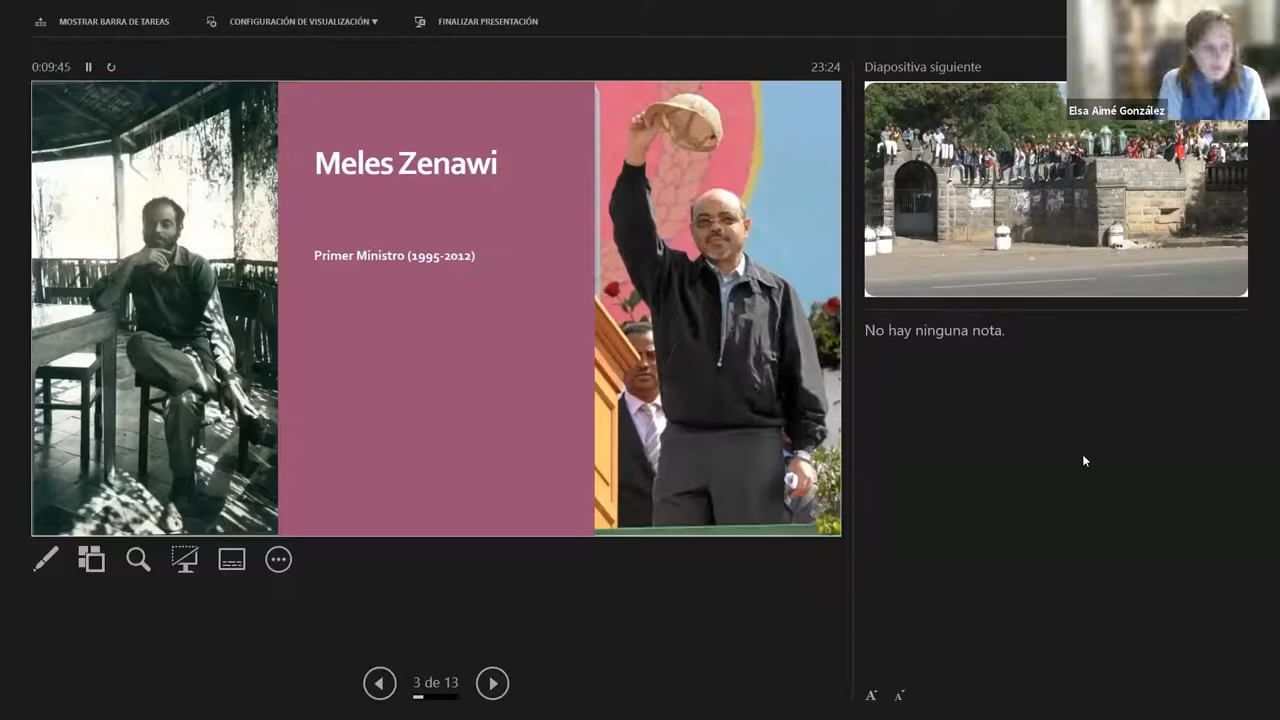 MOSTRAR BARRA DE TAREAS
CONFIGURACIÓN DE VISUALIZACIÓN ▼
FINALIZAR PRESENTACIÓN
0:09:45
23:24
Diapositiva siguiente
Elsa Aimé González
Meles Zenawi
Primer Ministro (1995-2012)
No hay ninguna nota.
3 de 13
A
A